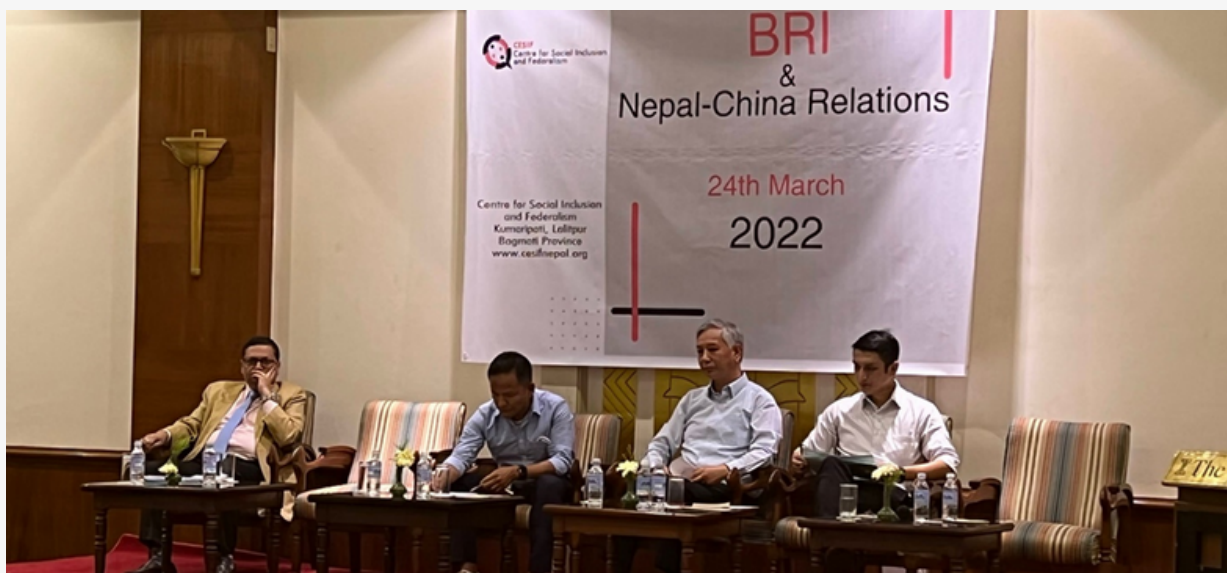 CESIF
Centre for Social Inclusion
and Federalism
BRI
&
Nepal-China Relations
24th March
2022
Centre for Social Inclusion
and Federalism
Kumaripati, Lalitpur
Bagmati Province
www.cesifnepal.org
The